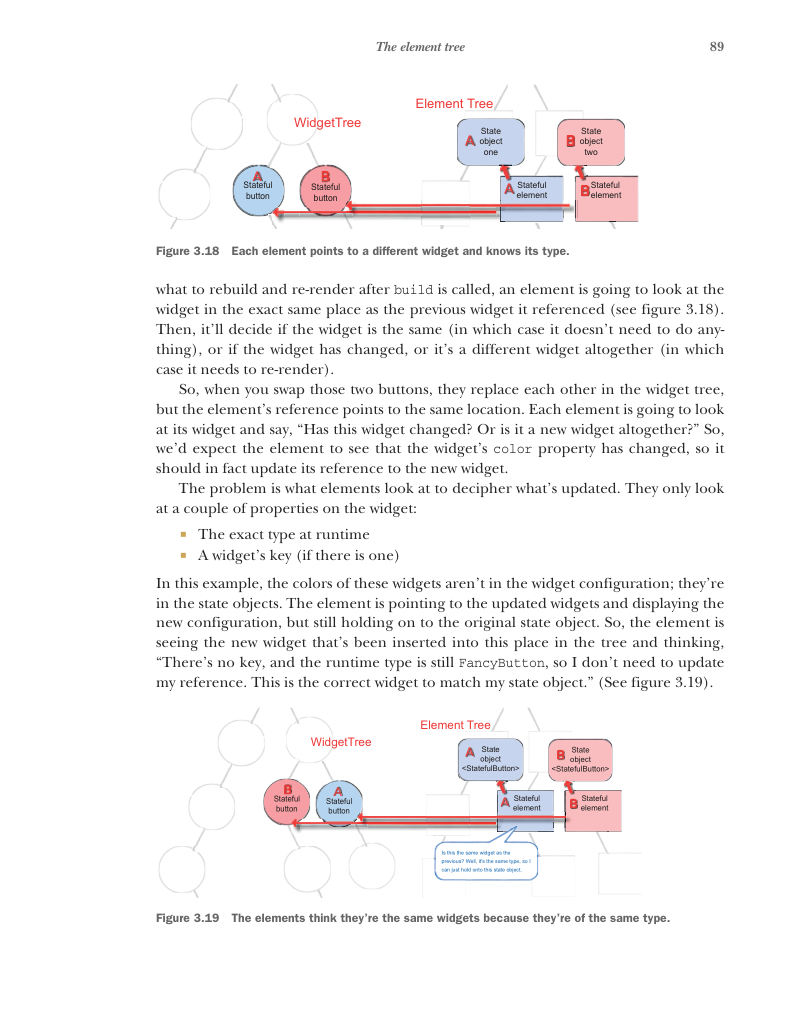 The element tree
89
Element Tree
WidgetTree
A
State
object
one
B
State
object
two
A
Stateful
button
B
Stateful
button
A
Stateful
element
B
Stateful
element
Figure 3.18 Each element points to a different widget and knows its type.
what to rebuild and re-render after build is called, an element is going to look at the
widget in the exact same place as the previous widget it referenced (see figure 3.18).
Then, it’ll decide if the widget is the same (in which case it doesn’t need to do any-
thing), or if the widget has changed, or it’s a different widget altogether (in which
case it needs to re-render).
So, when you swap those two buttons, they replace each other in the widget tree,
but the element’s reference points to the same location. Each element is going to look
at its widget and say, “Has this widget changed? Or is it a new widget altogether?” So,
we’d expect the element to see that the widget’s color property has changed, so it
should in fact update its reference to the new widget.
The problem is what elements look at to decipher what’s updated. They only look
at a couple of properties on the widget:
■ The exact type at runtime
■ A widget’s key (if there is one)
In this example, the colors of these widgets aren’t in the widget configuration; they’re
in the state objects. The element is pointing to the updated widgets and displaying the
new configuration, but still holding on to the original state object. So, the element is
seeing the new widget that’s been inserted into this place in the tree and thinking,
“There’s no key, and the runtime type is still FancyButton, so I don’t need to update
my reference. This is the correct widget to match my state object.” (See figure 3.19).
Element Tree
WidgetTree
A
State
object
<StatefulButton>
B
State
object
<StatefulButton>
B
Stateful
button
A
Stateful
button
A
Stateful
element
B
Stateful
element
Is this the same widget as the
previous? Well, it's the same type, so I
can just hold onto this state object.
Figure 3.19 The elements think they’re the same widgets because they’re of the same type.